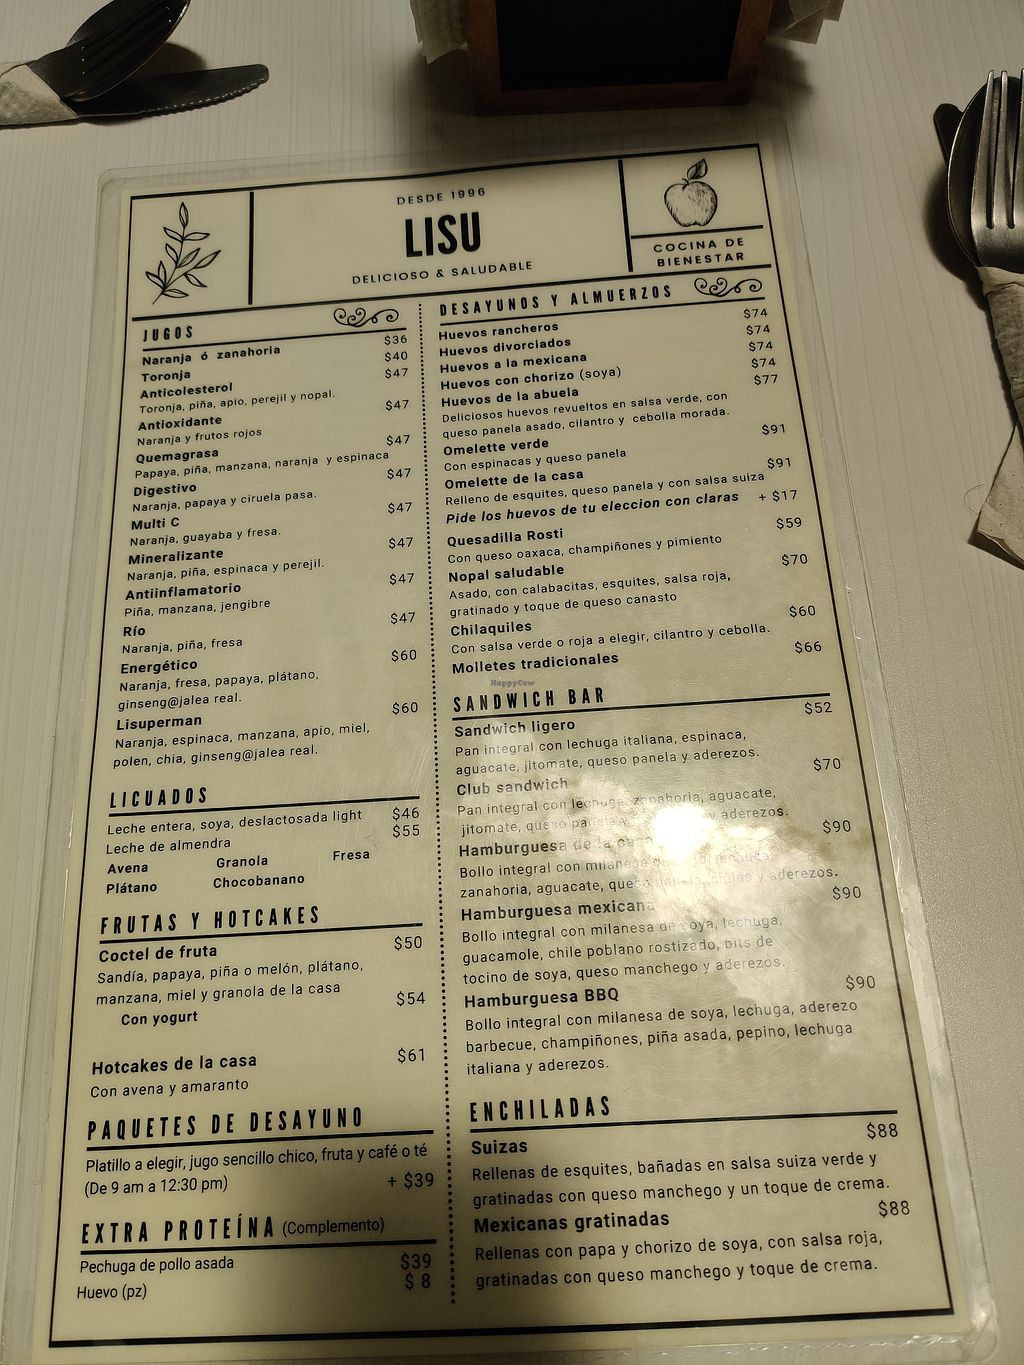 DESDE 1996
LISU
DELICIOSO & SALUDABLE
COCINA DE
BIENESTAR
JUGOS
Naranja ó zanahoria $36
Toronja $40
Anticolesterol $47
Toronja, piña, apio, perejil y nopal.
Antioxidante $47
Naranja y frutos rojos
Quemagrasa $47
Papaya, piña, manzana, naranja y espinaca
Digestivo $47
Naranja, papaya y ciruela pasa.
Multi C $47
Naranja, guayaba y fresa.
Mineralizante $47
Naranja, piña, espinaca y perejil.
Antiinflamatorio $47
Piña, manzana, jengibre
Río $47
Naranja, piña, fresa
Energético $60
Naranja, fresa, papaya, plátano,
ginseng@jalea real.
Lisuperman $60
Naranja, espinaca, manzana, apio, miel,
polen, chia, ginseng@jalea real.
LICUADOS
Leche entera, soya, deslactosada light $46
Leche de almendra $55
Avena Granola Fresa
Plátano Chocobanano
FRUTAS Y HOTCAKES
Coctel de fruta $50
Sandía, papaya, piña o melón, plátano,
manzana, miel y granola de la casa
Con yogurt $54
Hotcakes de la casa $61
Con avena y amaranto
PAQUETES DE DESAYUNO
Platillo a elegir, jugo sencillo chico, fruta y café o té
(De 9 am a 12:30 pm) + $39
EXTRA PROTEÍNA (Complemento)
Pechuga de pollo asada $39
Huevo (pz) $ 8
DESAYUNOS Y ALMUERZOS
Huevos rancheros $74
Huevos divorciados $74
Huevos a la mexicana $74
Huevos con chorizo (soya) $74
Huevos de la abuela $77
Deliciosos huevos revueltos en salsa verde, con
queso panela asado, cilantro y cebolla morada.
Omelette verde $91
Con espinacas y queso panela
Omelette de la casa $91
Relleno de esquites, queso panela y con salsa suiza
Pide los huevos de tu eleccion con claras + $17
Quesadilla Rosti $59
Con queso oaxaca, champiñones y pimiento
Nopal saludable $70
Asado, con calabacitas, esquites, salsa roja,
gratinado y toque de queso canasto
Chilaquiles $60
Con salsa verde o roja a elegir, cilantro y cebolla.
Molletes tradicionales $66
HappyCow
SANDWICH BAR
Sandwich ligero $52
Pan integral con lechuga italiana, espinaca,
aguacate, jitomate, queso panela y aderezos.
Club sandwich $70
Pan integral con lechuga, zanahoria, aguacate,
jitomate, queso panela y aderezos.
Hamburguesa de la casa $90
Bollo integral con milanesa de lechuga,
zanahoria, aguacate, queso panela, y aderezos.
Hamburguesa mexicana $90
Bollo integral con milanesa de soya, lechuga,
guacamole, chile poblano rostizado, bits de
tocino de soya, queso manchego y aderezos.
Hamburguesa BBQ $90
Bollo integral con milanesa de soya, lechuga, aderezo
barbecue, champiñones, piña asada, pepino, lechuga
italiana y aderezos.
ENCHILADAS
Suizas $88
Rellenas de esquites, bañadas en salsa suiza verde y
gratinadas con queso manchego y un toque de crema.
Mexicanas gratinadas $88
Rellenas con papa y chorizo de soya, con salsa roja,
gratinadas con queso manchego y toque de crema.